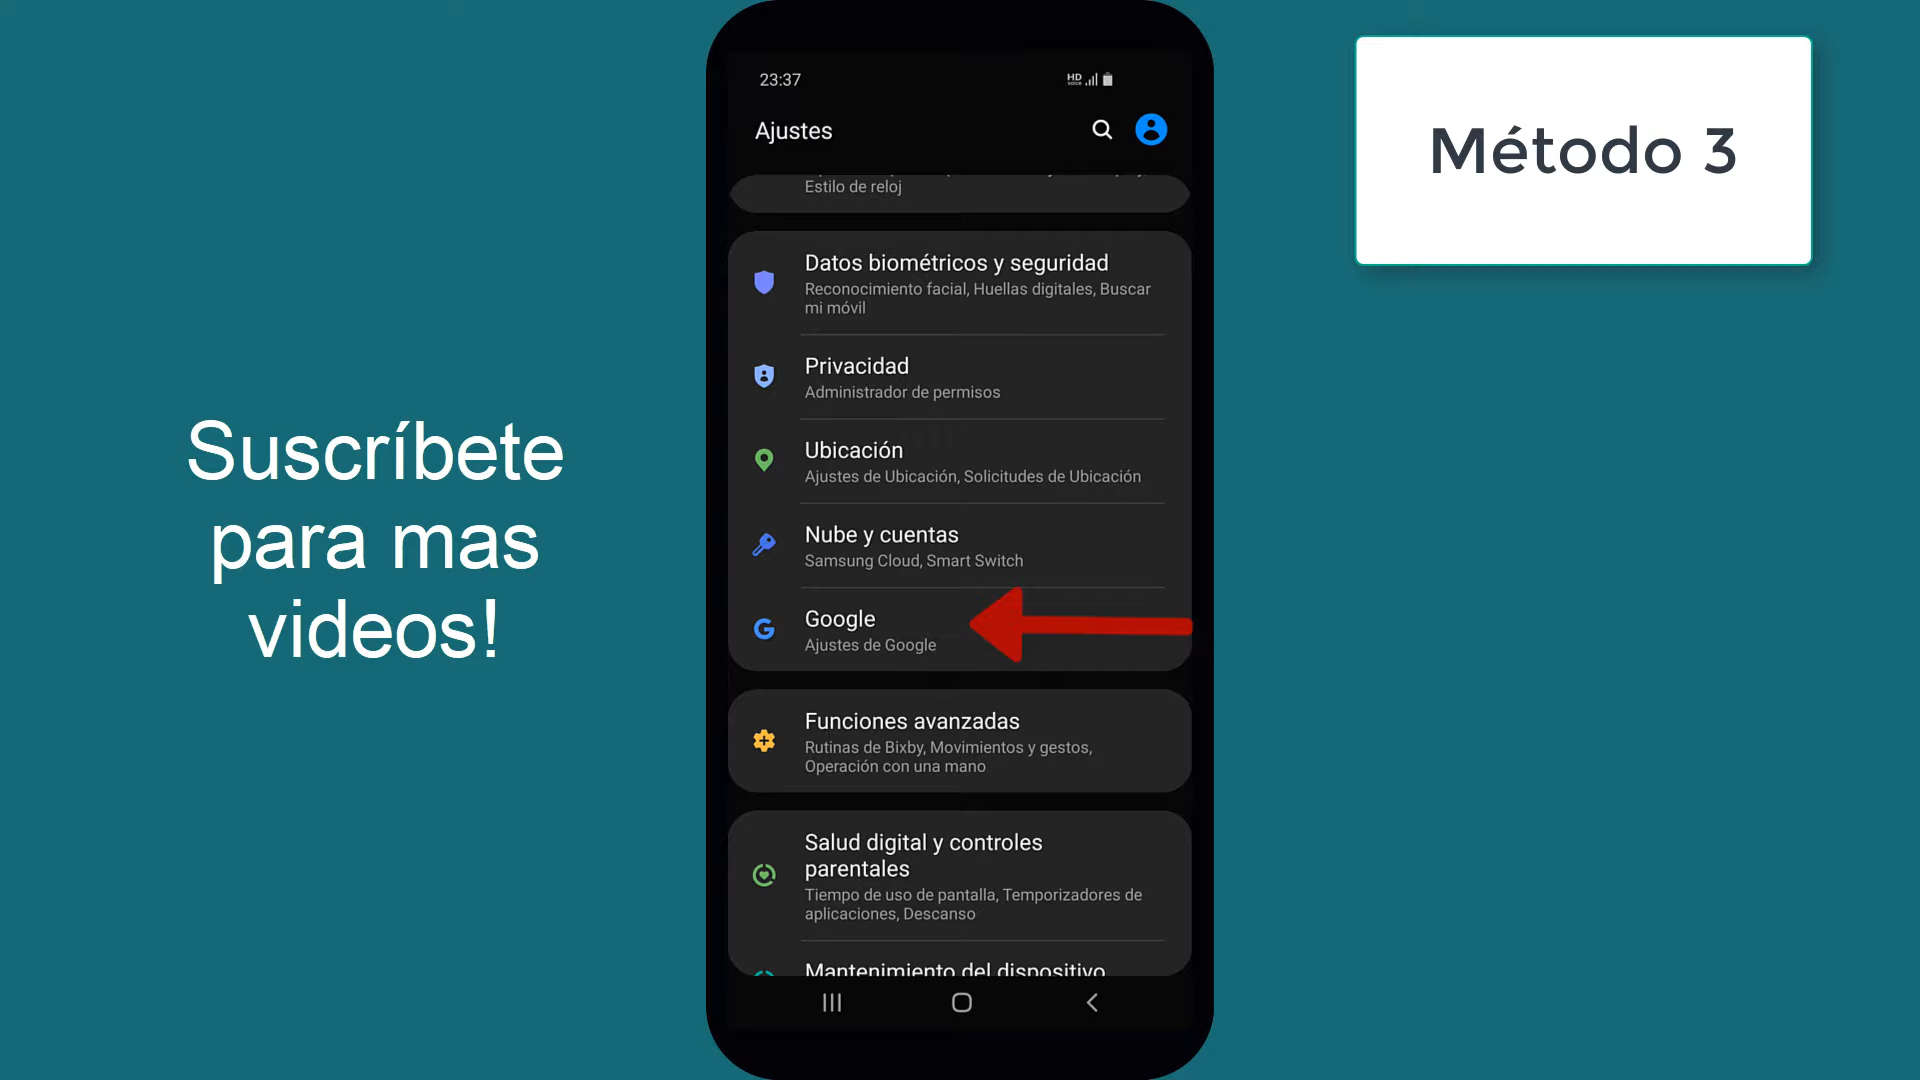 23:37
HD
Ajustes
Estilo de reloj
Datos biométricos y seguridad
Reconocimiento facial, Huellas digitales, Buscar
mi móvil
Privacidad
Administrador de permisos
Ubicación
Ajustes de Ubicación, Solicitudes de Ubicación
Nube y cuentas
Samsung Cloud, Smart Switch
Google
Ajustes de Google
Funciones avanzadas
Rutinas de Bixby, Movimientos y gestos,
Operación con una mano
Salud digital y controles
parentales
Tiempo de uso de pantalla, Temporizadores de
aplicaciones, Descanso
Mantenimiento del dispositivo
Suscríbete
para mas
videos!
Método 3